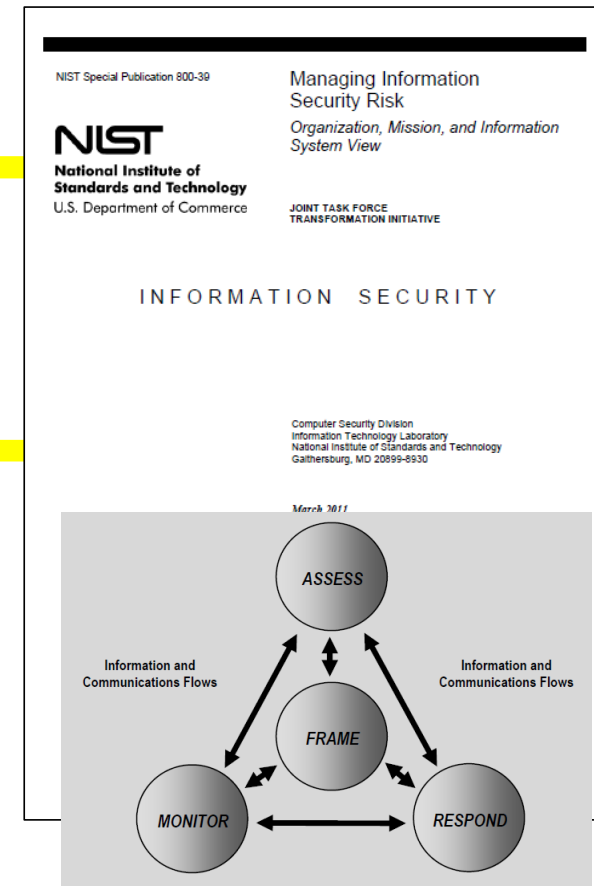 NIST Special Publication 800-39
Managing Information
Security Risk
Organization, Mission, and Information
System View
NIST
National Institute of
Standards and Technology
U.S. Department of Commerce
JOINT TASK FORCE
TRANSFORMATION INITIATIVE
INFORMATION SECURITY
Computer Security Division
Information Technology Laboratory
National Institute of Standards and Technology
Gaithersburg, MD 20899-8930
March 2011
ASSESS
Information and
Communications Flows
Information and
Communications Flows
FRAME
MONITOR
RESPOND